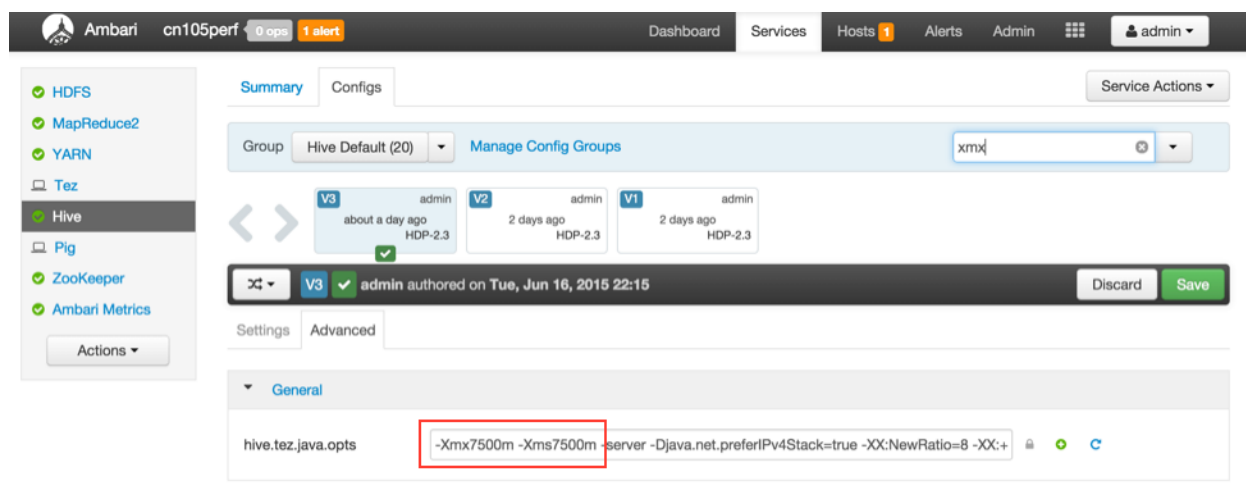 Ambari cn105perf 0 ops 1 alert Dashboard Services Hosts 1 Alerts Admin admin
HDFS
MapReduce2
YARN
Tez
Hive
Pig
ZooKeeper
Ambari Metrics
Actions
Summary Configs Service Actions
Group Hive Default (20) Manage Config Groups xmx
V3 admin
about a day ago
HDP-2.3
V2 admin
2 days ago
HDP-2.3
V1 admin
2 days ago
HDP-2.3
V3 admin authored on Tue, Jun 16, 2015 22:15 Discard Save
Settings Advanced
General
hive.tez.java.opts -Xmx7500m -Xms7500m -server -Djava.net.preferIPv4Stack=true -XX:NewRatio=8 -XX:+